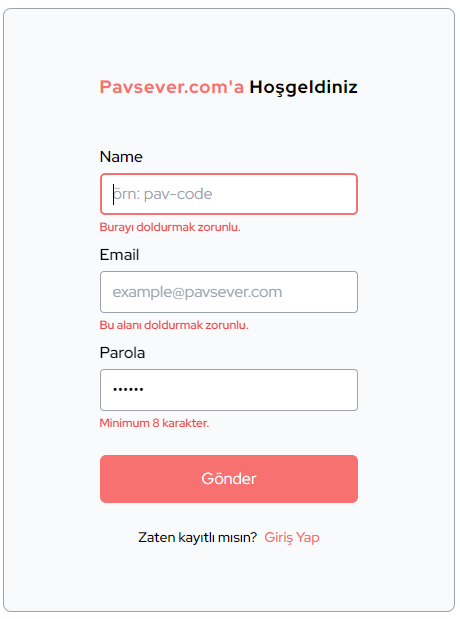 Pavsever.com'a Hoşgeldiniz
Name
örn: pav-code
Burayı doldurmak zorunlu.
Email
example@pavsever.com
Bu alanı doldurmak zorunlu.
Parola
••••••
Minimum 8 karakter.
Gönder
Zaten kayıtlı mısın? Giriş Yap